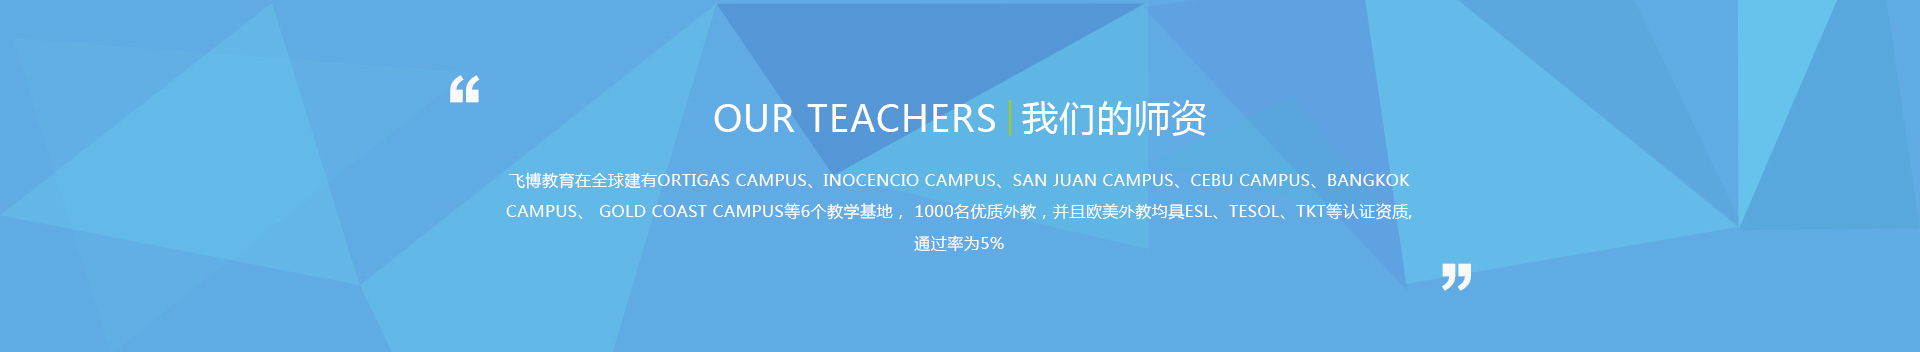 “
OUR TEACHERS | 我们的师资
飞博教育在全球建有ORTIGAS CAMPUS、INOCENCIO CAMPUS、SAN JUAN CAMPUS、CEBU CAMPUS、BANGKOK
CAMPUS、 GOLD COAST CAMPUS等6个教学基地， 1000名优质外教，并且欧美外教均具ESL、TESOL、TKT等认证资质,
通过率为5%
”